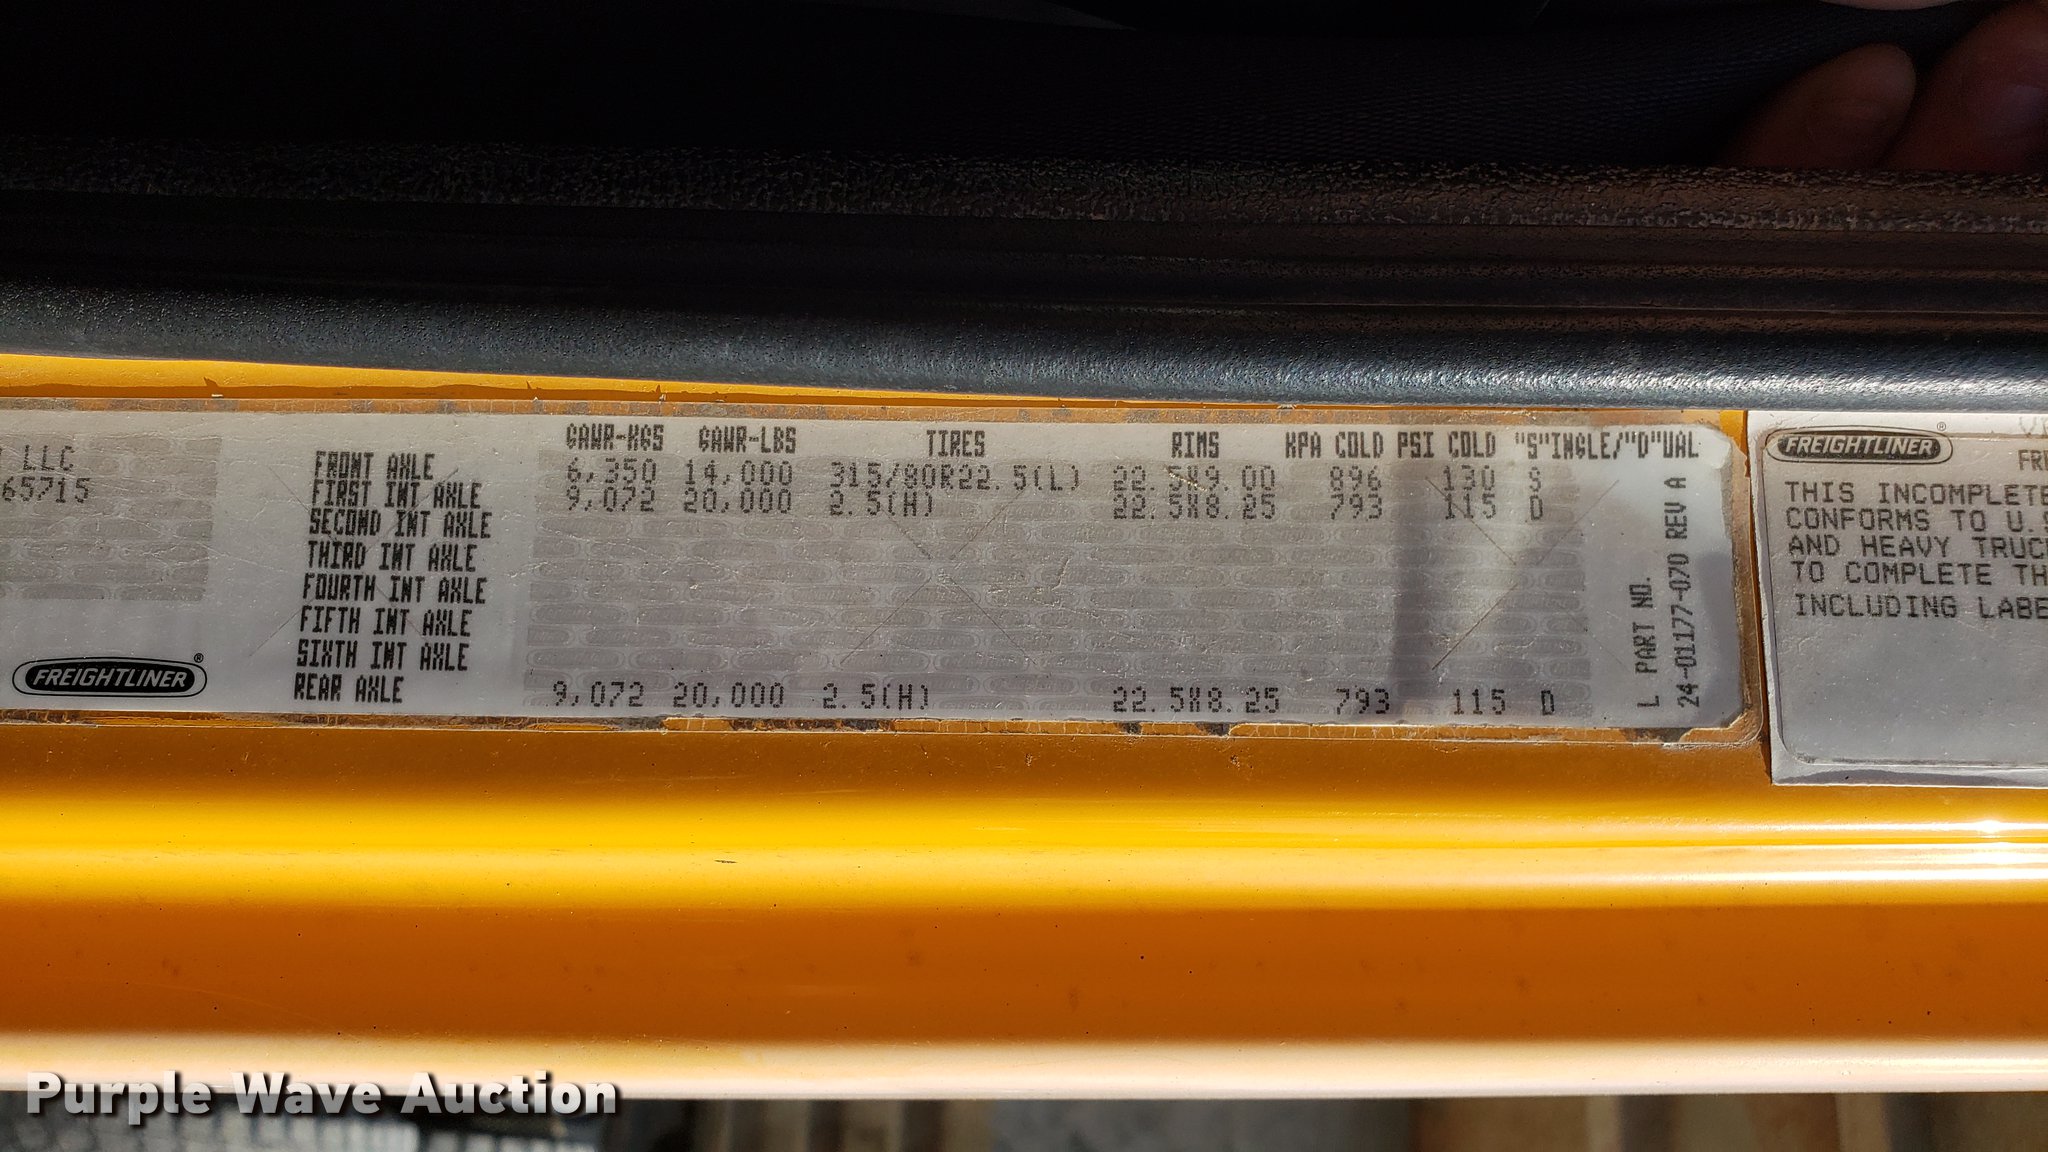 LLC
65715
FREIGHTLINER®
GAWR-KGS GAWR-LBS TIRES RIMS KPA COLD PSI COLD "S"INGLE/"D"UAL
FRONT AXLE 6,350 14,000 315/80R22.5(L) 22.5X9.00 896 130 S
FIRST INT AXLE 9,072 20,000 2.5(H) 22.5X8.25 793 115 D
SECOND INT AXLE
THIRD INT AXLE
FOURTH INT AXLE
FIFTH INT AXLE
SIXTH INT AXLE
REAR AXLE 9,072 20,000 2.5(H) 22.5X8.25 793 115 D
L PART NO.
24-01177-070 REV A
FREIGHTLINER®
FRE
THIS INCOMPLETE
CONFORMS TO U.S
AND HEAVY TRUC
TO COMPLETE TH
INCLUDING LABE
Purple Wave Auction